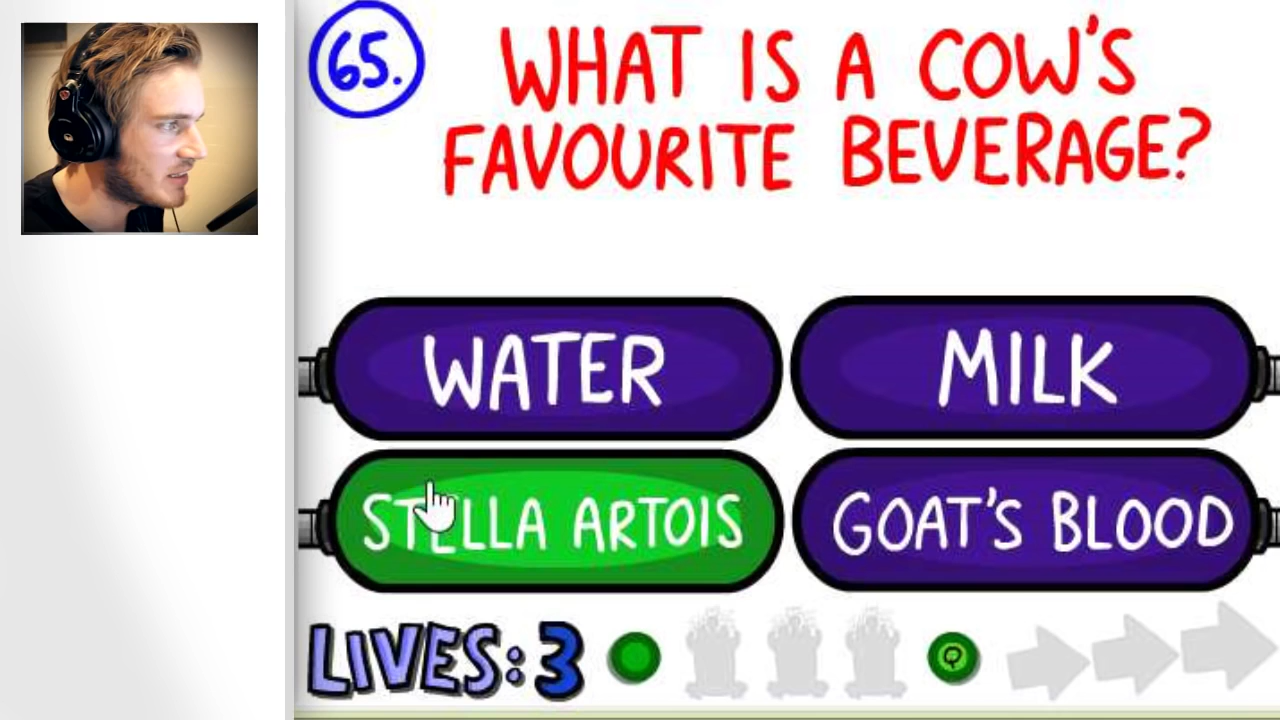 65.
WHAT IS A COW'S
FAVOURITE BEVERAGE?
WATER
MILK
STELLA ARTOIS
GOAT'S BLOOD
LIVES: 3
Q